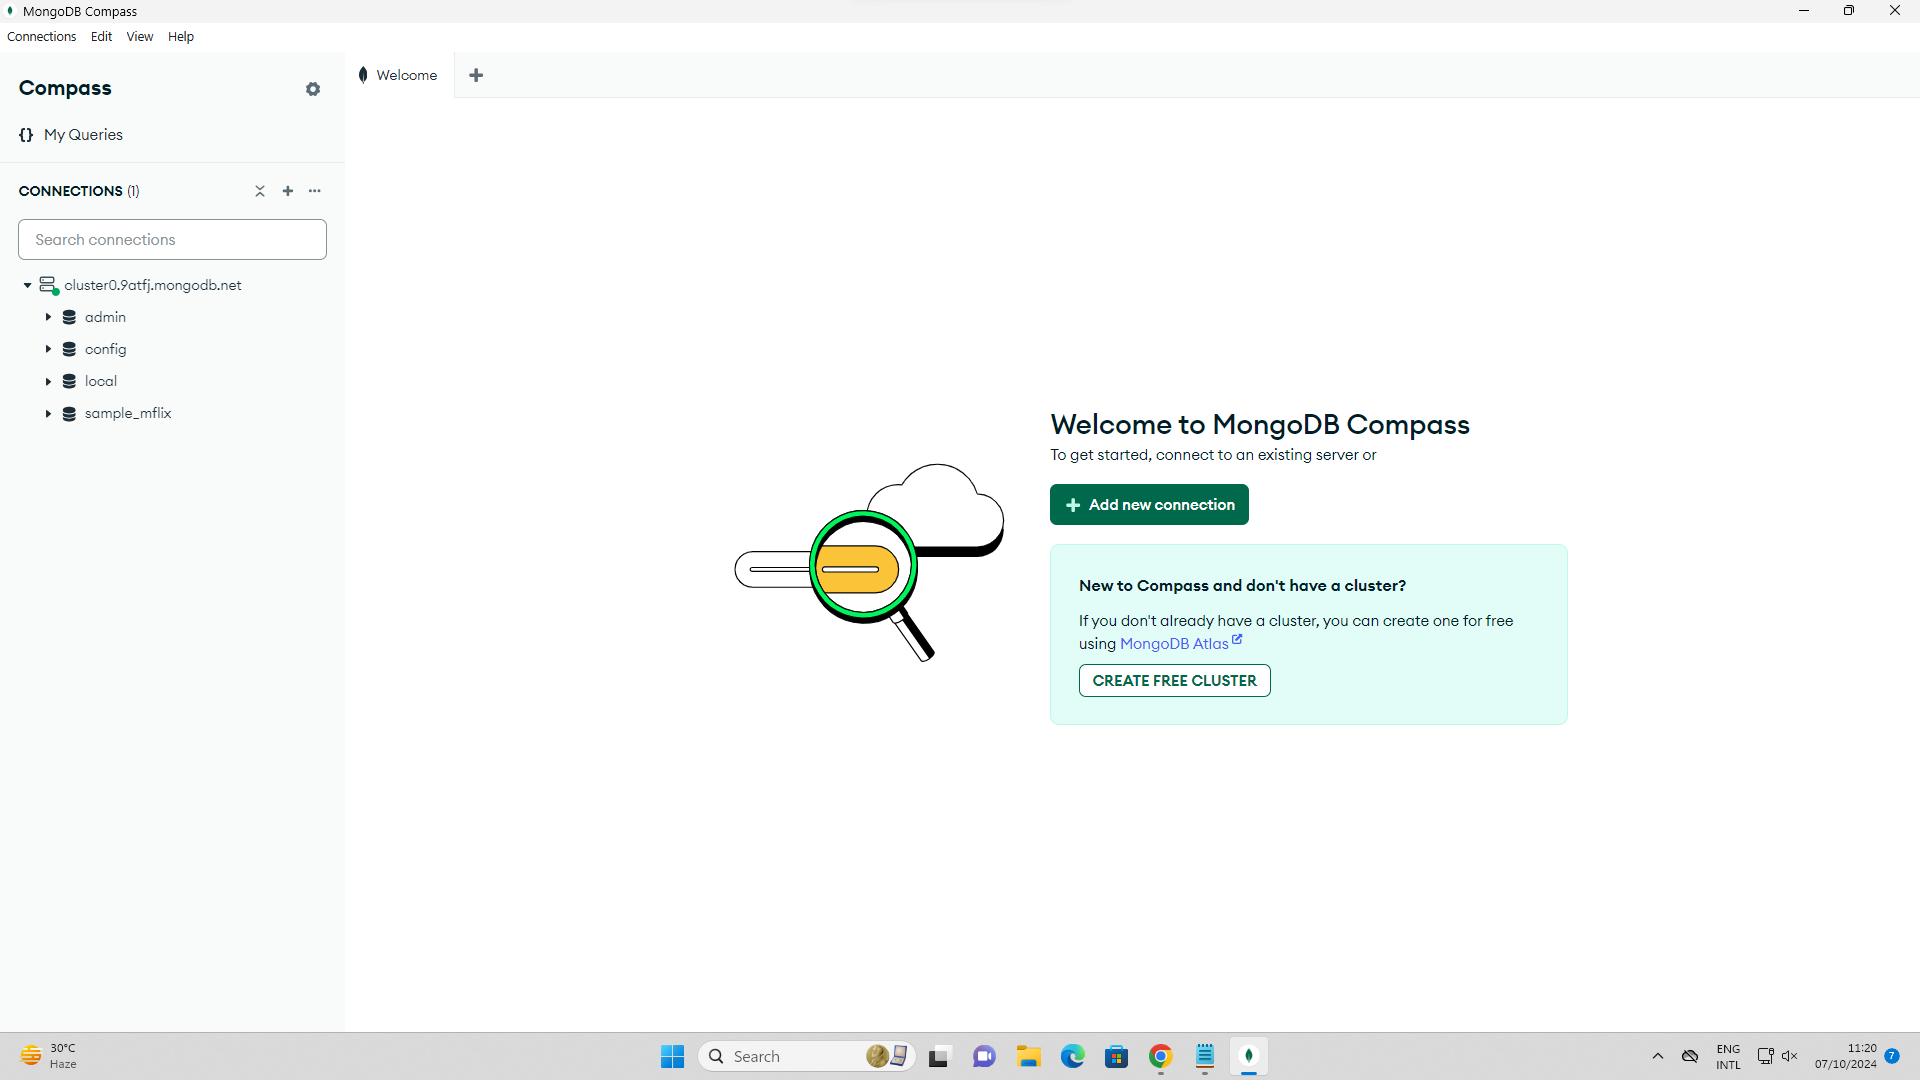 MongoDB Compass
Connections Edit View Help
Compass
Welcome
My Queries
CONNECTIONS (1)
Search connections
cluster0.9atfj.mongodb.net
admin
config
local
sample_mflix
Welcome to MongoDB Compass
To get started, connect to an existing server or
Add new connection
New to Compass and don't have a cluster?
If you don't already have a cluster, you can create one for free
using MongoDB Atlas
CREATE FREE CLUSTER
30°C
Haze
Search
ENG
INTL
11:20
07/10/2024
7